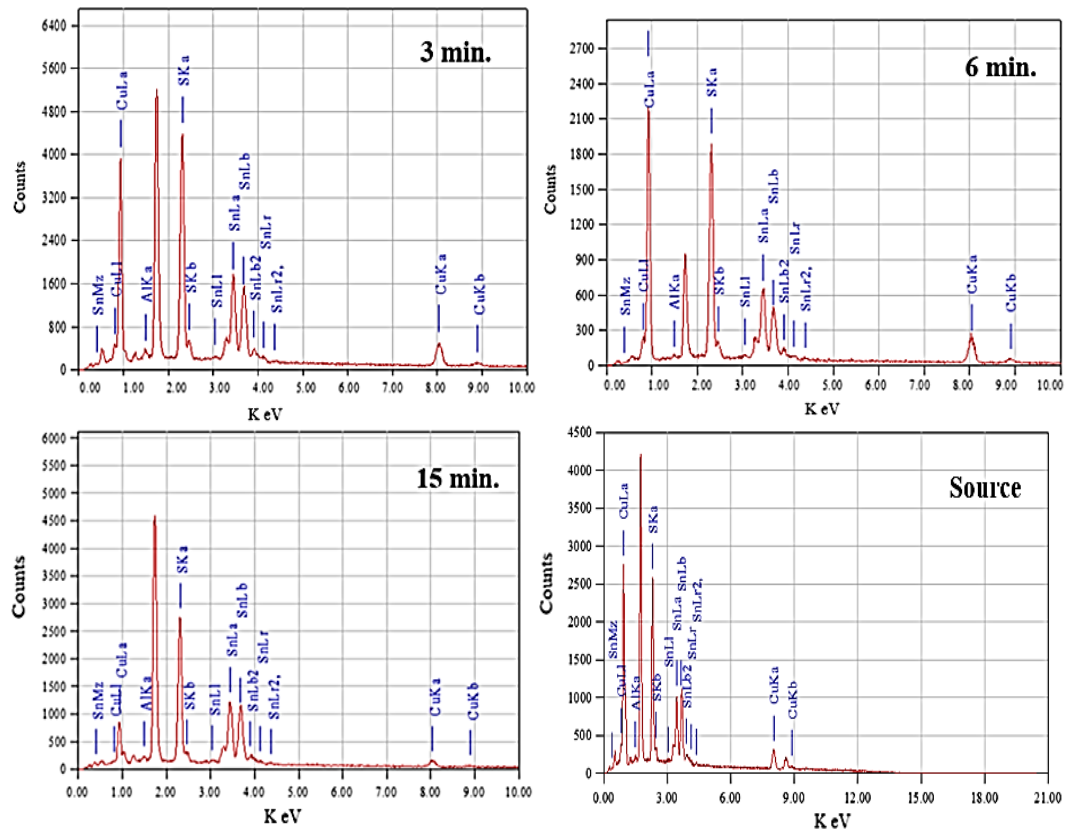 3 min.
Counts
6400
5600
4800
4000
3200
2400
1600
800
0
SnMz
CuLl
CuLa
AlKa
SKa
SKb
SnLl
SnLa
SnLb
SnLb2
SnLr
SnLr2,
CuKa
CuKb
0.00 1.00 2.00 3.00 4.00 5.00 6.00 7.00 8.00 9.00 10.00
K eV
6 min.
Counts
2700
2400
2100
1800
1500
1200
900
600
300
0
SnMz
CuLl
CuLa
AlKa
SKa
SKb
SnLl
SnLa
SnLb
SnLb2
SnLr
SnLr2,
CuKa
CuKb
0.00 1.00 2.00 3.00 4.00 5.00 6.00 7.00 8.00 9.00 10.00
K eV
15 min.
Counts
6000
5500
5000
4500
4000
3500
3000
2500
2000
1500
1000
500
0
SnMz
CuLl
CuLa
AlKa
SKa
SKb
SnLl
SnLa
SnLb
SnLb2
SnLr
SnLr2,
CuKa
CuKb
0.00 1.00 2.00 3.00 4.00 5.00 6.00 7.00 8.00 9.00 10.00
K eV
Source
Counts
4500
4000
3500
3000
2500
2000
1500
1000
500
0
SnMz
CuLl
CuLa
AlKa
SKa
SKb
SnLl
SnLa
SnLb
SnLb2
SnLr
SnLr2,
CuKa
CuKb
0.00 3.00 6.00 9.00 12.00 15.00 18.00 21.00
K eV